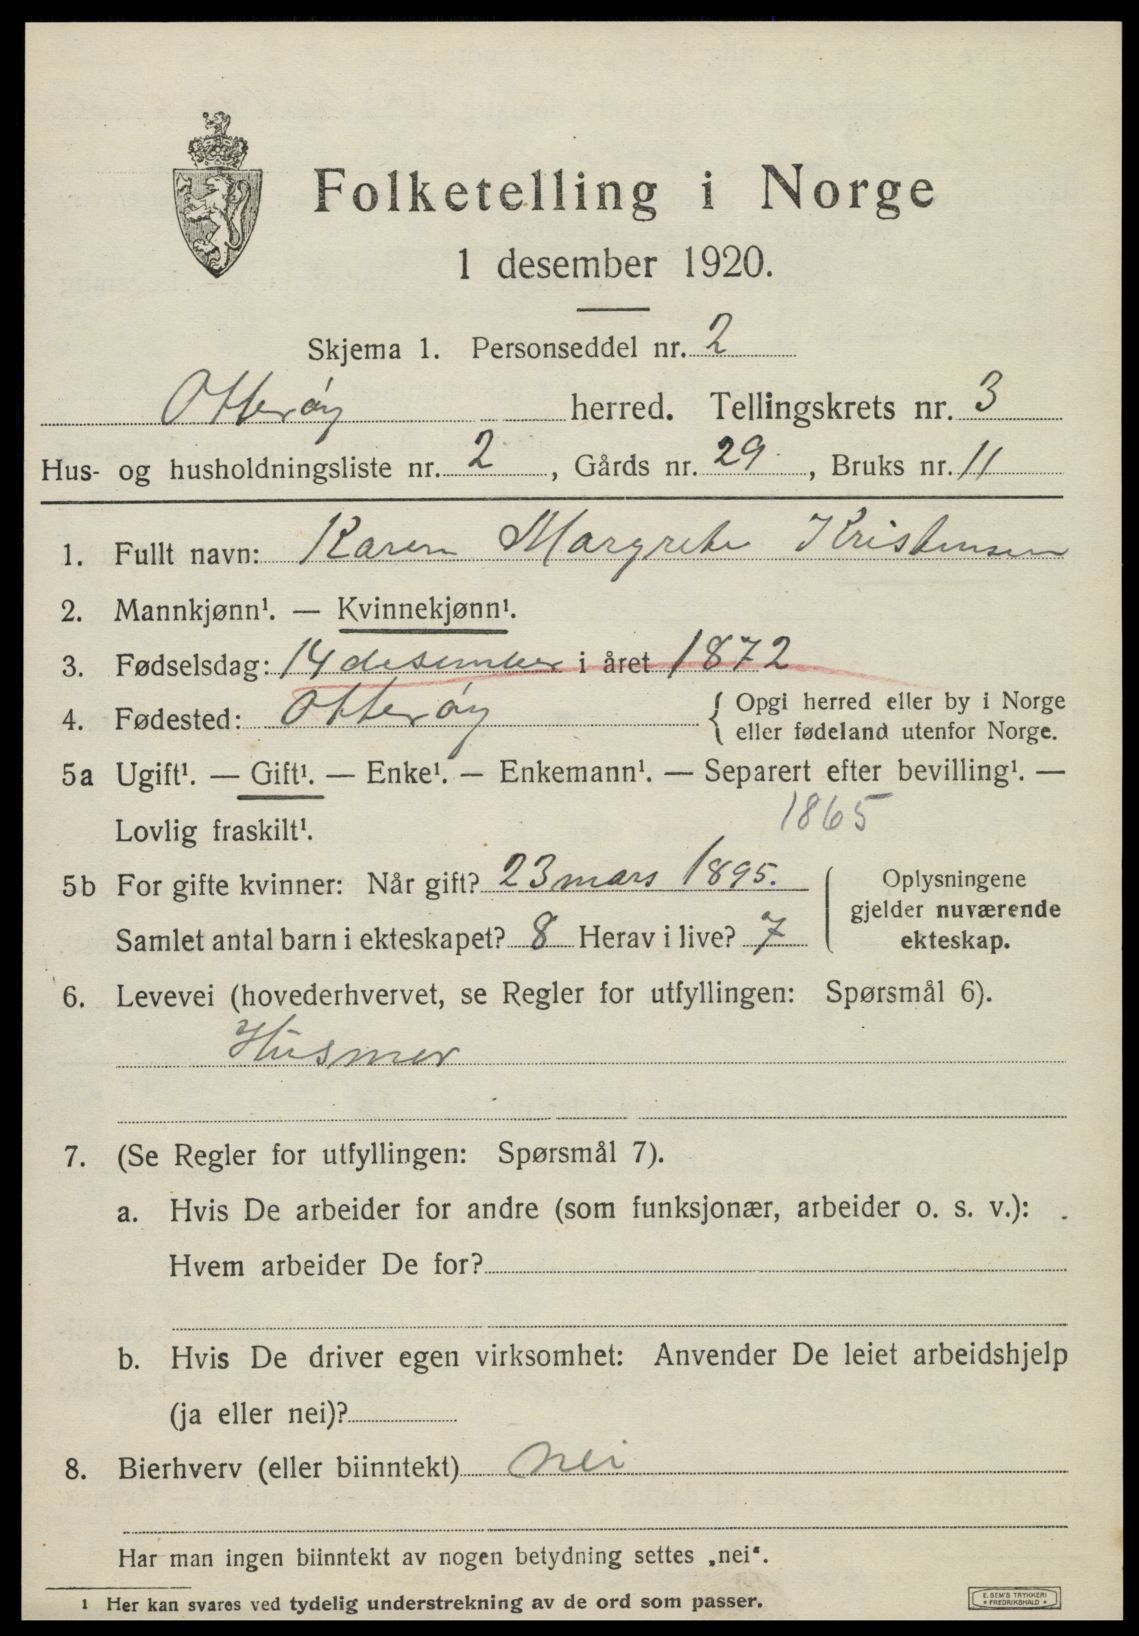 Folketelling i Norge
1 desember 1920.
Skjema 1. Personseddel nr. 2
Otterøy herred. Tellingskrets nr. 3
Hus- og husholdningsliste nr. 2, Gårds nr. 29, Bruks nr. 11
1. Fullt navn: Karen Margrete Kristensen
2. Mannkjønn¹. — Kvinnekjønn¹.
3. Fødselsdag: 14 desember i året 1872
4. Fødested: Otterøy { Opgi herred eller by i Norge
eller fødeland utenfor Norge.
5a Ugift¹. — Gift¹. — Enke¹. — Enkemann¹. — Separert efter bevilling¹. —
Lovlig fraskilt¹. 1865
5b For gifte kvinner: Når gift? 23 mars 1895.
Samlet antal barn i ekteskapet? 8 Herav i live? 7
{ Oplysningene
gjelder nuværende
ekteskap.
6. Levevei (hovederhvervet, se Regler for utfyllingen: Spørsmål 6).
Husmor
7. (Se Regler for utfyllingen: Spørsmål 7).
a. Hvis De arbeider for andre (som funksjonær, arbeider o. s. v.):
Hvem arbeider De for?
b. Hvis De driver egen virksomhet: Anvender De leiet arbeidshjelp
(ja eller nei)?
8. Bierhverv (eller biinntekt) nei
Har man ingen biinntekt av nogen betydning settes „nei“.
1 Her kan svares ved tydelig understrekning av de ord som passer.
E. SEM'S TRYKKERI
• FREDRIKSHALD •